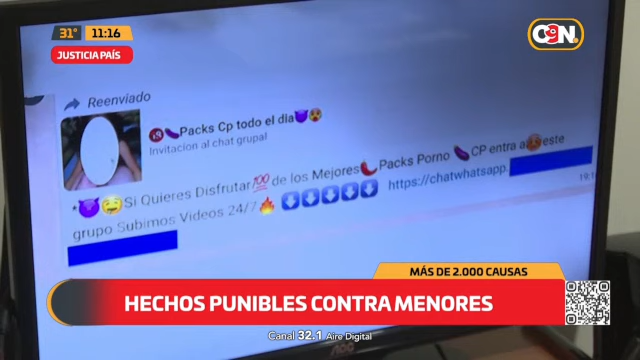 31° 11:16
C9N
JUSTICIA PAÍS
Reenviado
+9 Packs Cp todo el dia
Invitacion al chat grupal
Si Quieres Disfrutar 💯 de los Mejores Packs Porno CP entra a este
grupo Subimos Videos 24/7 https://chatwhatsapp.
MÁS DE 2.000 CAUSAS
HECHOS PUNIBLES CONTRA MENORES
Canal 32.1 Aire Digital
AOC